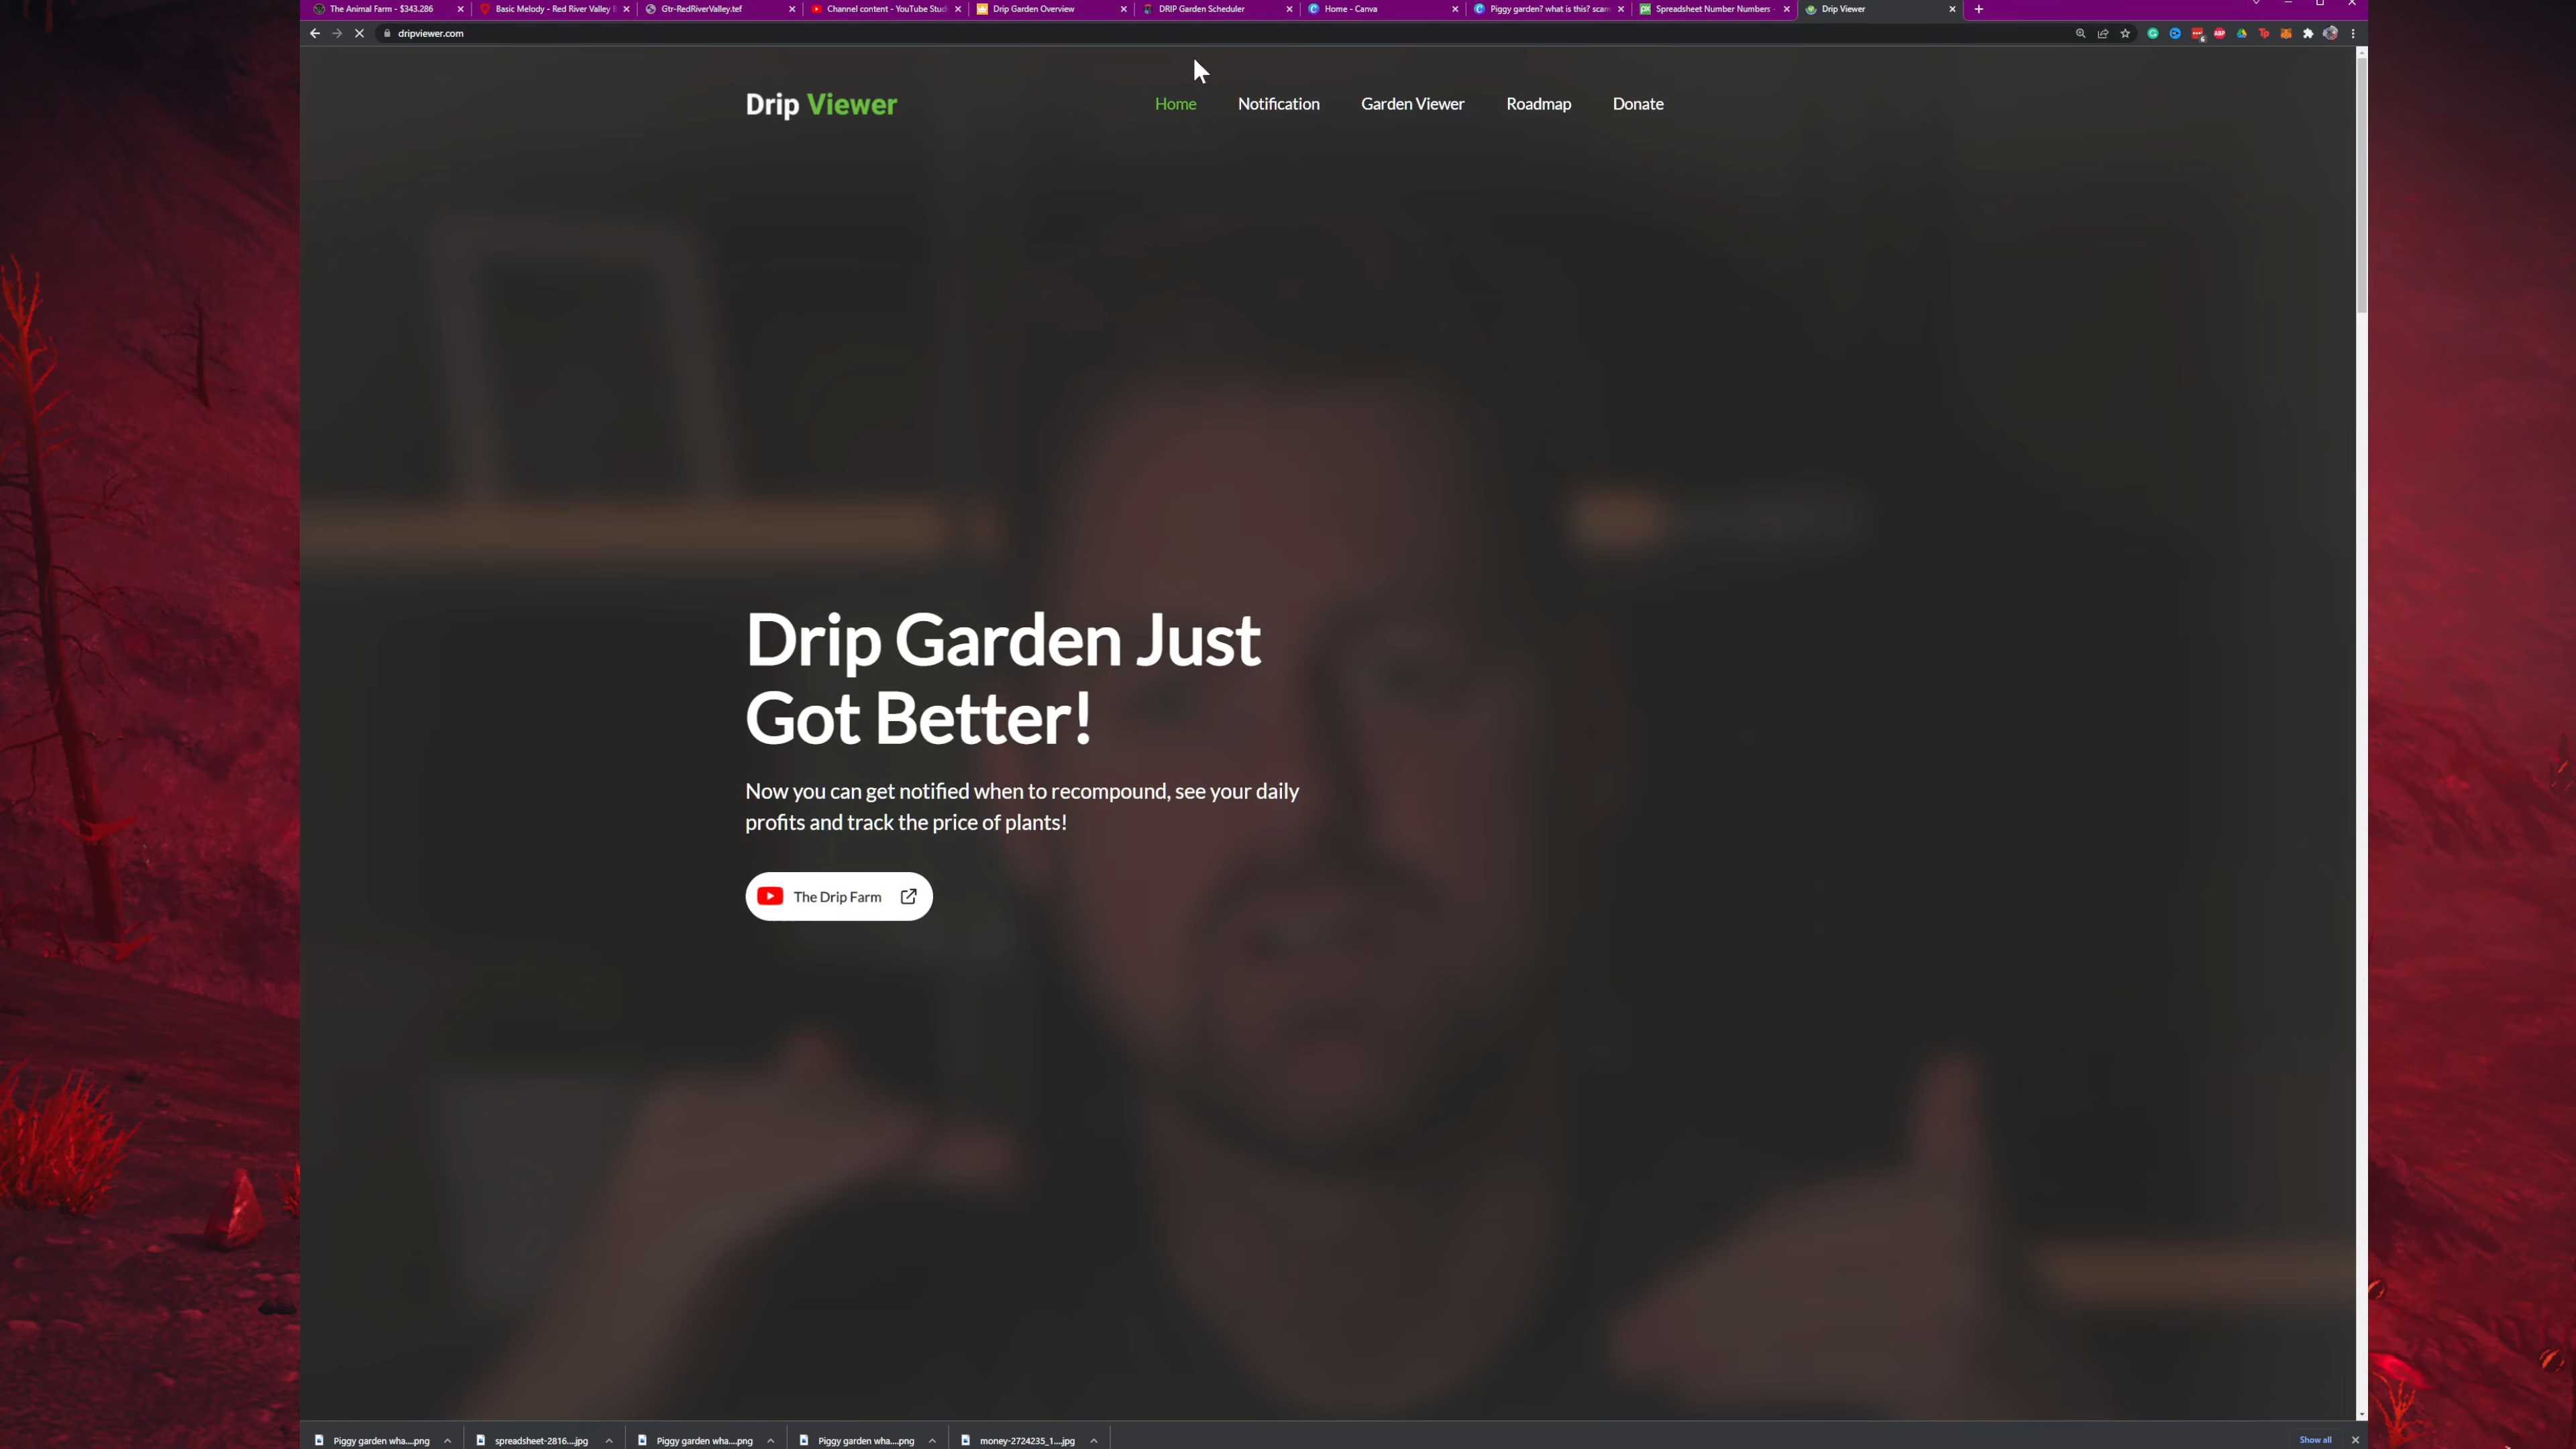 The Animal Farm - $343.286
Basic Melody - Red River Valley
Gtr-RedRiverValley.tef
Channel content - YouTube Stud
Drip Garden Overview
DRIP Garden Scheduler
Home - Canva
Piggy garden? what is this? scam
Spreadsheet Number Numbers -
Drip Viewer
dripviewer.com
Drip Viewer
Home
Notification
Garden Viewer
Roadmap
Donate
Drip Garden Just
Got Better!
Now you can get notified when to recompound, see your daily
profits and track the price of plants!
The Drip Farm
Piggy garden wha....png
spreadsheet-2816....jpg
Piggy garden wha....png
Piggy garden wha....png
money-2724235_1....jpg
Show all